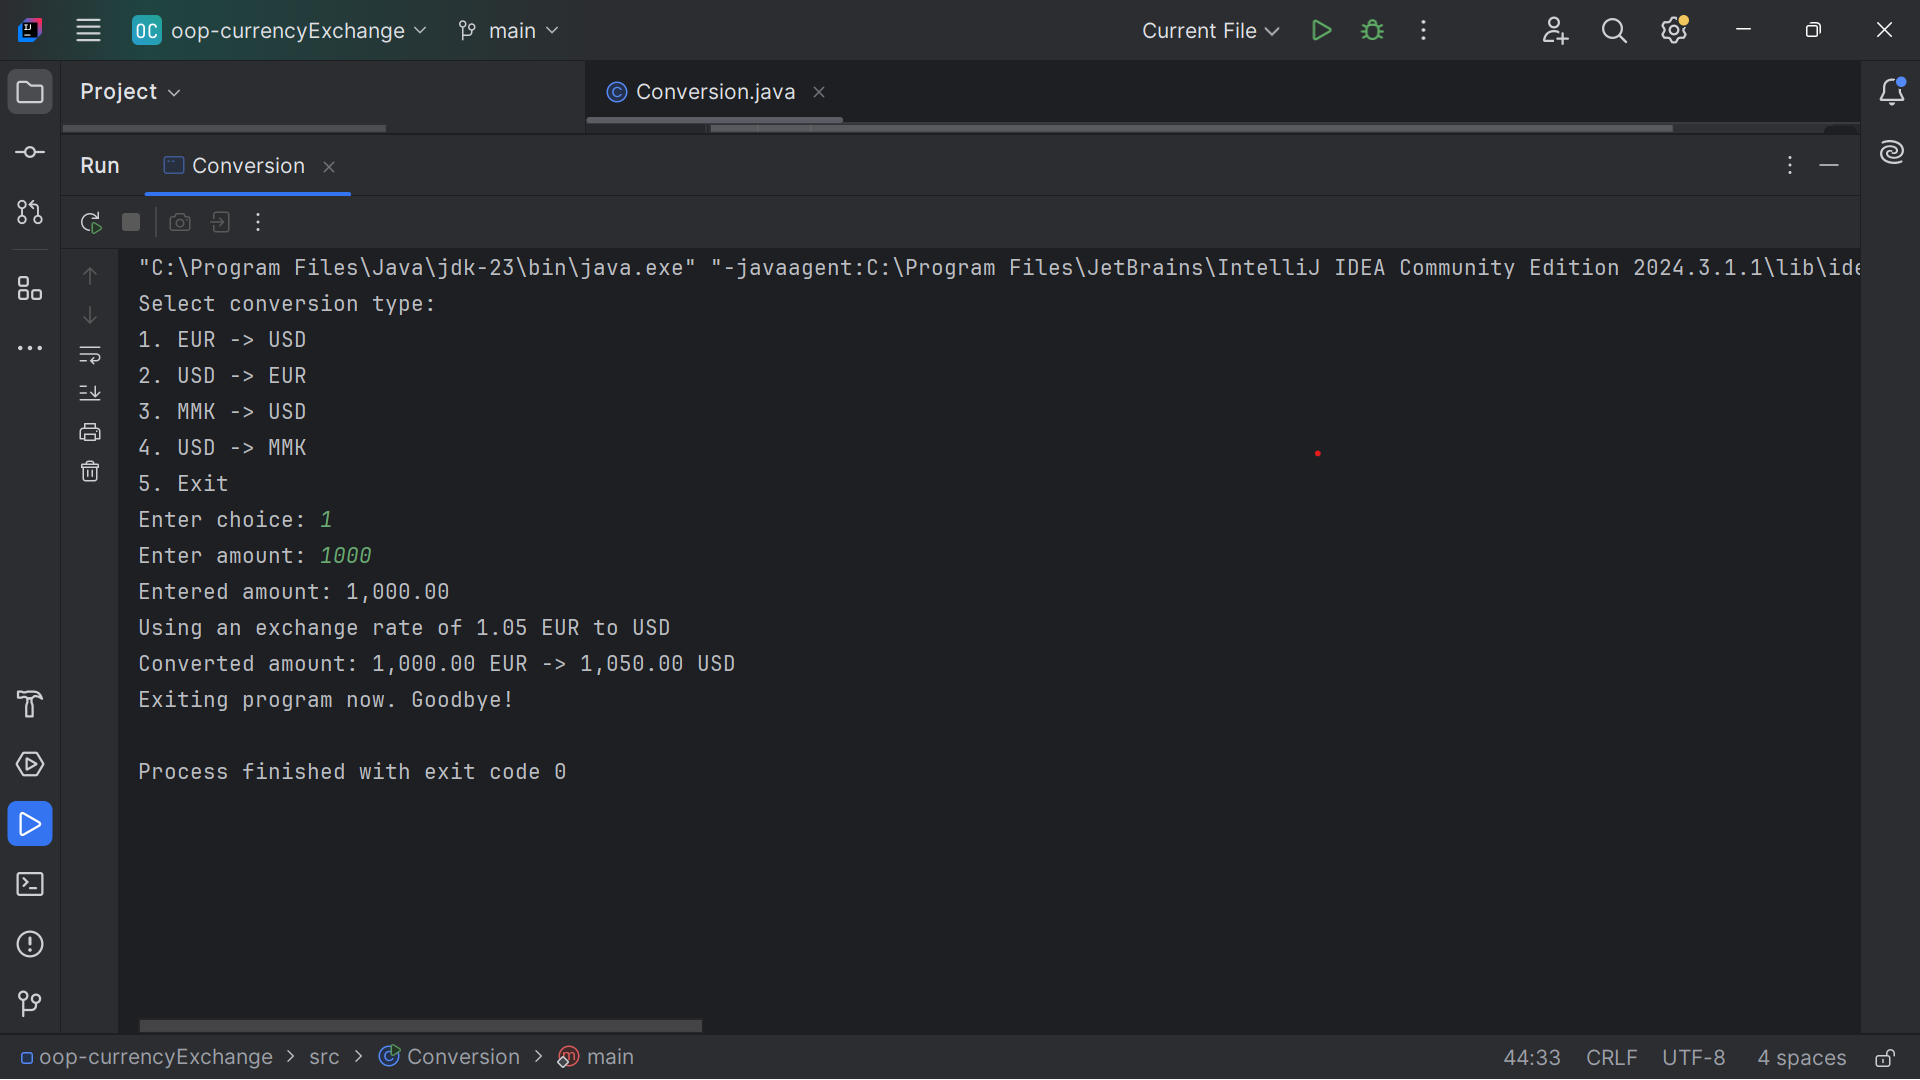 OC oop-currencyExchange main Current File
Project Conversion.java
Run Conversion
"C:\Program Files\Java\jdk-23\bin\java.exe" "-javaagent:C:\Program Files\JetBrains\IntelliJ IDEA Community Edition 2024.3.1.1\lib\ide
Select conversion type:
1. EUR -> USD
2. USD -> EUR
3. MMK -> USD
4. USD -> MMK
5. Exit
Enter choice: 1
Enter amount: 1000
Entered amount: 1,000.00
Using an exchange rate of 1.05 EUR to USD
Converted amount: 1,000.00 EUR -> 1,050.00 USD
Exiting program now. Goodbye!
Process finished with exit code 0
oop-currencyExchange > src > Conversion > main 44:33 CRLF UTF-8 4 spaces